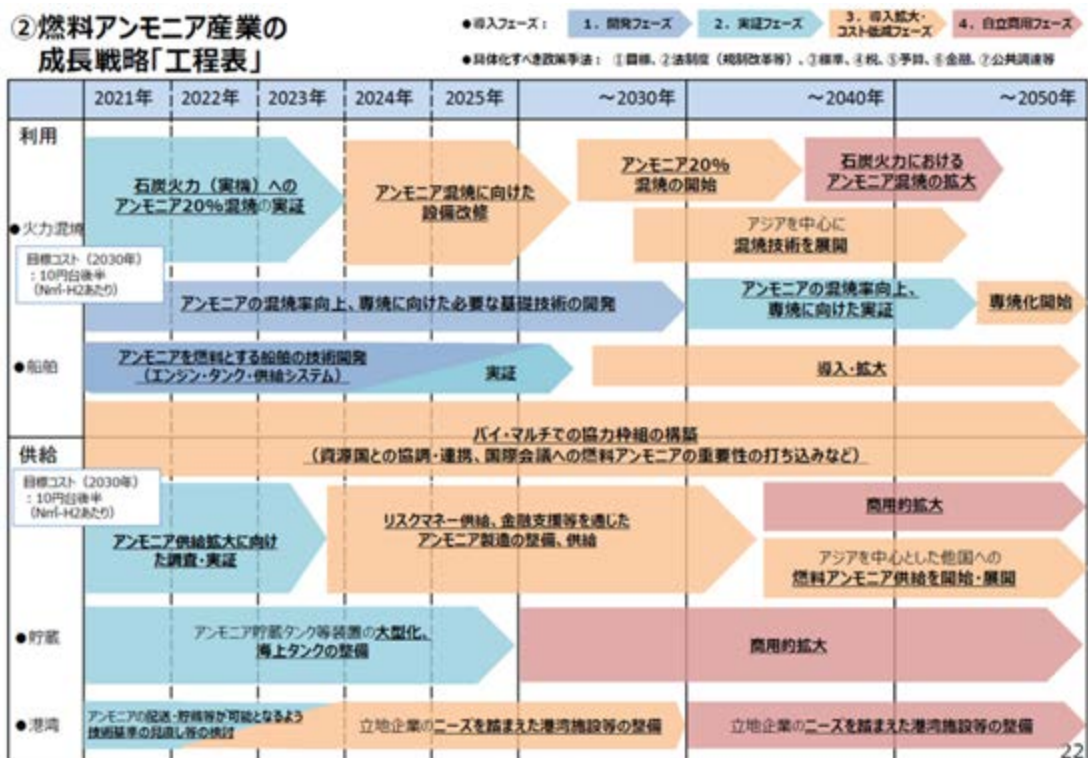 ②燃料アンモニア産業の
成長戦略「工程表」
●導入フェーズ：
1．開発フェーズ
2．実証フェーズ
3．導入拡大・
コスト低減フェーズ
4．自立商用フェーズ
●具体化すべき政策手法：①目標、②法制度（規制改革等）、③標準、④税、⑤予算、⑥金融、⑦公共調達等
2021年
2022年
2023年
2024年
2025年
～2030年
～2040年
～2050年
利用
●火力混焼
目標コスト（2030年）
：10円台後半
（N㎥-H2あたり）
石炭火力（実機）への
アンモニア20％混焼の実証
アンモニア混焼に向けた
設備改修
アンモニア20％
混焼の開始
石炭火力における
アンモニア混焼の拡大
アジアを中心に
混焼技術を展開
アンモニアの混焼率向上、専焼に向けた必要な基礎技術の開発
アンモニアの混焼率向上、
専焼に向けた実証
専焼化開始
●船舶
アンモニアを燃料とする船舶の技術開発
（エンジン・タンク・供給システム）
実証
導入・拡大
バイ・マルチでの協力枠組の構築
（資源国との協調・連携、国際会議への燃料アンモニアの重要性の打ち込みなど）
供給
目標コスト（2030年）
：10円台後半
（N㎥-H2あたり）
アンモニア供給拡大に向け
た調査・実証
リスクマネー供給、金融支援等を通じた
アンモニア製造の整備、供給
商用的拡大
アジアを中心とした他国への
燃料アンモニア供給を開始・展開
●貯蔵
アンモニア貯蔵タンク等装置の大型化、
海上タンクの整備
商用的拡大
●港湾
アンモニアの配送・貯蔵等が可能となるよう
技術基準の見直し等の検討
立地企業のニーズを踏まえた港湾施設等の整備
立地企業のニーズを踏まえた港湾施設等の整備
22